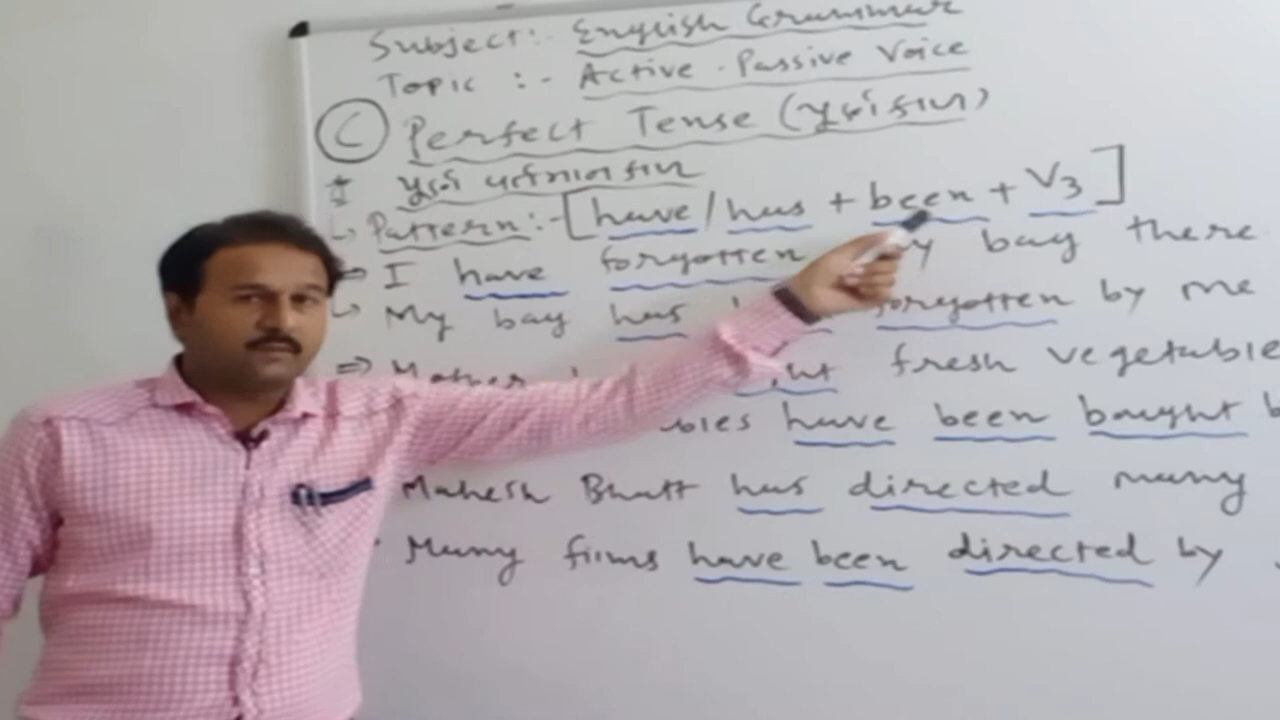 Subject:- English Grammar
Topic :- Active - Passive Voice
C Perfect Tense (પૂર્ણકાળ)
* પૂર્ણ વર્તમાનકાળ
Pattern:- [have/has + been + V3]
⇒ I have forgotten my bag there
↳ My bag has forgotten by me
⇒ Mother fresh vegetable
have been bought
Mahesh Bhatt has directed many
Many films have been directed by